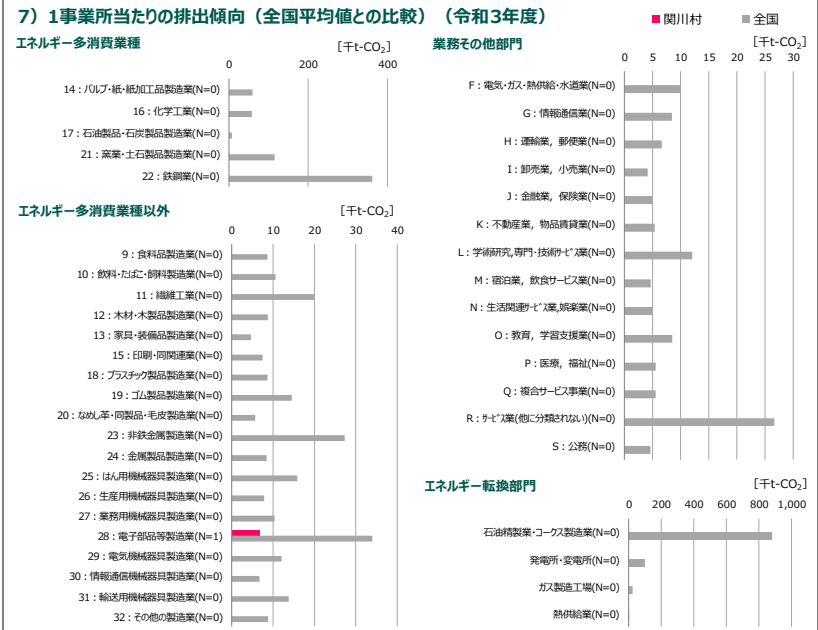 7）1事業所当たりの排出傾向（全国平均値との比較）（令和3年度）
■関川村 ■全国
エネルギー多消費業種
[千t-CO₂]
0 200 400
14：パルプ・紙・紙加工品製造業(N=0)
16：化学工業(N=0)
17：石油製品・石炭製品製造業(N=0)
21：窯業・土石製品製造業(N=0)
22：鉄鋼業(N=0)
エネルギー多消費業種以外
[千t-CO₂]
0 10 20 30 40
9：食料品製造業(N=0)
10：飲料・たばこ・飼料製造業(N=0)
11：繊維工業(N=0)
12：木材・木製品製造業(N=0)
13：家具・装備品製造業(N=0)
15：印刷・同関連業(N=0)
18：プラスチック製品製造業(N=0)
19：ゴム製品製造業(N=0)
20：なめし革・同製品・毛皮製造業(N=0)
23：非鉄金属製造業(N=0)
24：金属製品製造業(N=0)
25：はん用機械器具製造業(N=0)
26：生産用機械器具製造業(N=0)
27：業務用機械器具製造業(N=0)
28：電子部品等製造業(N=1)
29：電気機械器具製造業(N=0)
30：情報通信機械器具製造業(N=0)
31：輸送用機械器具製造業(N=0)
32：その他の製造業(N=0)
業務その他部門
[千t-CO₂]
0 5 10 15 20 25 30
F：電気・ガス・熱供給・水道業(N=0)
G：情報通信業(N=0)
H：運輸業，郵便業(N=0)
I：卸売業，小売業(N=0)
J：金融業，保険業(N=0)
K：不動産業，物品賃貸業(N=0)
L：学術研究,専門・技術ｻｰﾋﾞｽ業(N=0)
M：宿泊業，飲食サービス業(N=0)
N：生活関連ｻｰﾋﾞｽ業,娯楽業(N=0)
O：教育，学習支援業(N=0)
P：医療，福祉(N=0)
Q：複合サービス事業(N=0)
R：ｻｰﾋﾞｽ業(他に分類されない)(N=0)
S：公務(N=0)
エネルギー転換部門
[千t-CO₂]
0 200 400 600 800 1,000
石油精製業・コークス製造業(N=0)
発電所・変電所(N=0)
ガス製造工場(N=0)
熱供給業(N=0)